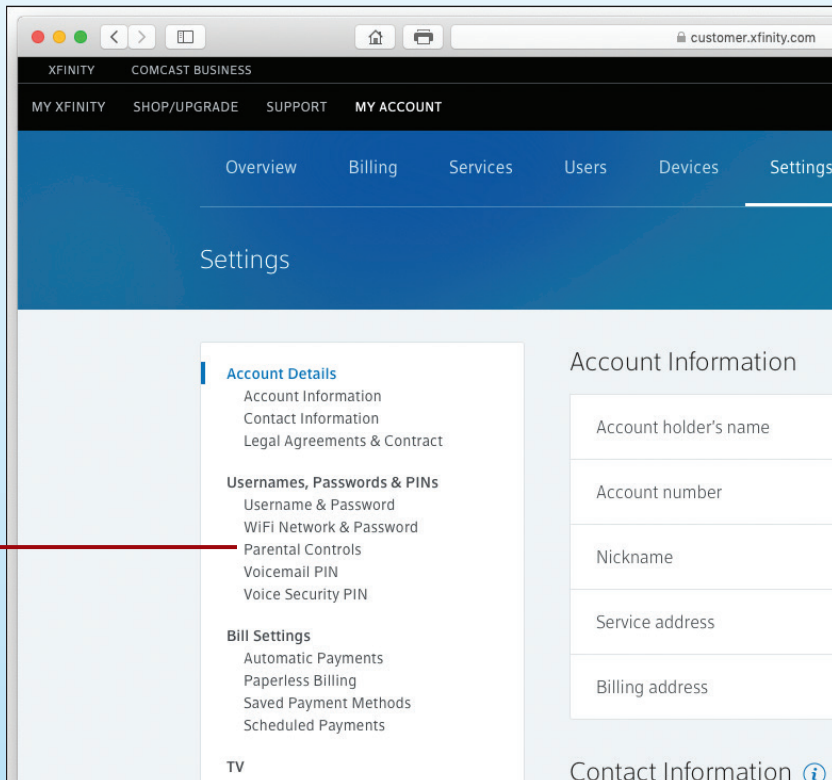 customer.xfinity.com
XFINITY COMCAST BUSINESS
MY XFINITY SHOP/UPGRADE SUPPORT MY ACCOUNT
Overview Billing Services Users Devices Settings
Settings
Account Details
Account Information
Contact Information
Legal Agreements & Contract
Usernames, Passwords & PINs
Username & Password
WiFi Network & Password
Parental Controls
Voicemail PIN
Voice Security PIN
Bill Settings
Automatic Payments
Paperless Billing
Saved Payment Methods
Scheduled Payments
TV
Account Information
Account holder's name
Account number
Nickname
Service address
Billing address
Contact Information